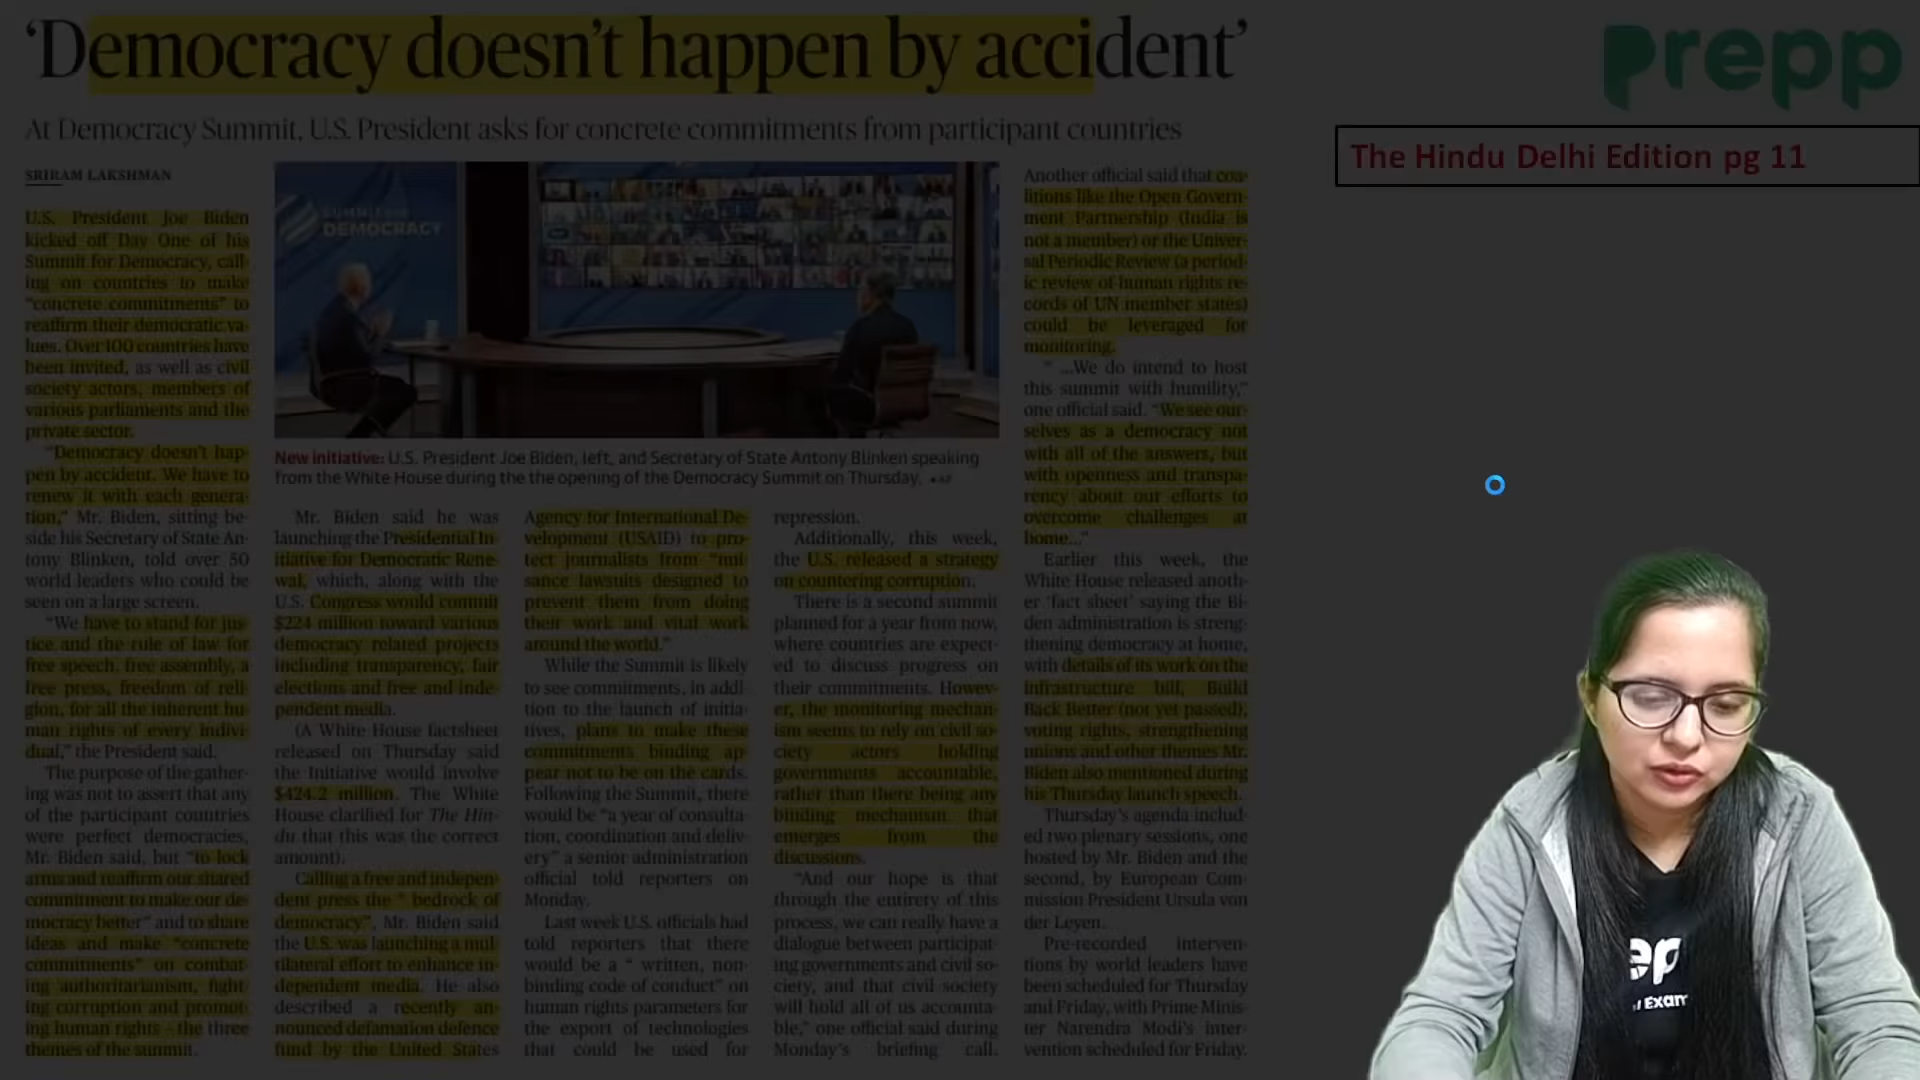 ‘Democracy doesn’t happen by accident’
At Democracy Summit, U.S. President asks for concrete commitments from participant countries
prepp
The Hindu Delhi Edition pg 11
SRIRAM LAKSHMAN
U.S. President Joe Biden
kicked off Day One of his
Summit for Democracy, call-
ing on countries to make
“concrete commitments” to
reaffirm their democratic va-
lues. Over 100 countries have
been invited, as well as civil
society actors, members of
various parliaments and the
private sector.
“Democracy doesn’t hap-
pen by accident. We have to
renew it with each genera-
tion,” Mr. Biden, sitting be-
side his Secretary of State An-
tony Blinken, told over 50
world leaders who could be
seen on a large screen.
“We have to stand for jus-
tice and the rule of law for
free speech, free assembly, a
free press, freedom of reli-
gion, for all the inherent hu-
man rights of every indivi-
dual,” the President said.
The purpose of the gather-
ing was not to assert that any
of the participant countries
were perfect democracies,
Mr. Biden said, but “to lock
arms and reaffirm our shared
commitment to make our de-
mocracy better” and to share
ideas and make “concrete
commitments” on combat-
ing authoritarianism, fight-
ing corruption and promot-
ing human rights – the three
themes of the summit.
SUMMIT FOR
DEMOCRACY
New initiative: U.S. President Joe Biden, left, and Secretary of State Antony Blinken speaking
from the White House during the the opening of the Democracy Summit on Thursday. •AP
Mr. Biden said he was
launching the Presidential In-
itiative for Democratic Rene-
wal, which, along with the
U.S. Congress would commit
$224 million toward various
democracy related projects
including transparency, fair
elections and free and inde-
pendent media.
(A White House factsheet
released on Thursday said
the Initiative would involve
$424.2 million. The White
House clarified for The Hin-
du that this was the correct
amount).
Calling a free and indepen-
dent press the “ bedrock of
democracy”, Mr. Biden said
the U.S. was launching a mul-
tilateral effort to enhance in-
dependent media. He also
described a recently an-
nounced defamation defence
fund by the United States
Agency for International De-
velopment (USAID) to pro-
tect journalists from “nui-
sance lawsuits designed to
prevent them from doing
their work and vital work
around the world.”
While the Summit is likely
to see commitments, in addi-
tion to the launch of initia-
tives, plans to make these
commitments binding ap-
pear not to be on the cards.
Following the Summit, there
would be “a year of consulta-
tion, coordination and deliv-
ery” a senior administration
official told reporters on
Monday.
Last week U.S. officials had
told reporters that there
would be a “ written, non-
binding code of conduct” on
human rights parameters for
the export of technologies
that could be used for
repression.
Additionally, this week,
the U.S. released a strategy
on countering corruption.
There is a second summit
planned for a year from now,
where countries are expect-
ed to discuss progress on
their commitments. Howev-
er, the monitoring mechan-
ism seems to rely on civil so-
ciety actors holding
governments accountable,
rather than there being any
binding mechanism that
emerges from the
discussions.
“And our hope is that
through the entirety of this
process, we can really have a
dialogue between participat-
ing governments and civil so-
ciety, and that civil society
will hold all of us accounta-
ble,” one official said during
Monday’s briefing call.
Another official said that coa-
litions like the Open Govern-
ment Partnership (India is
not a member) or the Univer-
sal Periodic Review (a period-
ic review of human rights re-
cords of UN member states)
could be leveraged for
monitoring.
“ ...We do intend to host
this summit with humility,”
one official said. “We see our-
selves as a democracy not
with all of the answers, but
with openness and transpa-
rency about our efforts to
overcome challenges at
home...”
Earlier this week, the
White House released anoth-
er ‘fact sheet’ saying the Bi-
den administration is streng-
thening democracy at home,
with details of its work on the
infrastructure bill, Build
Back Better (not yet passed),
voting rights, strengthening
unions and other themes Mr.
Biden also mentioned during
his Thursday launch speech.
Thursday’s agenda includ-
ed two plenary sessions, one
hosted by Mr. Biden and the
second, by European Com-
mission President Ursula von
der Leyen.
Pre-recorded interven-
tions by world leaders have
been scheduled for Thursday
and Friday, with Prime Minis-
ter Narendra Modi’s inter-
vention scheduled for Friday.
ep
Exam